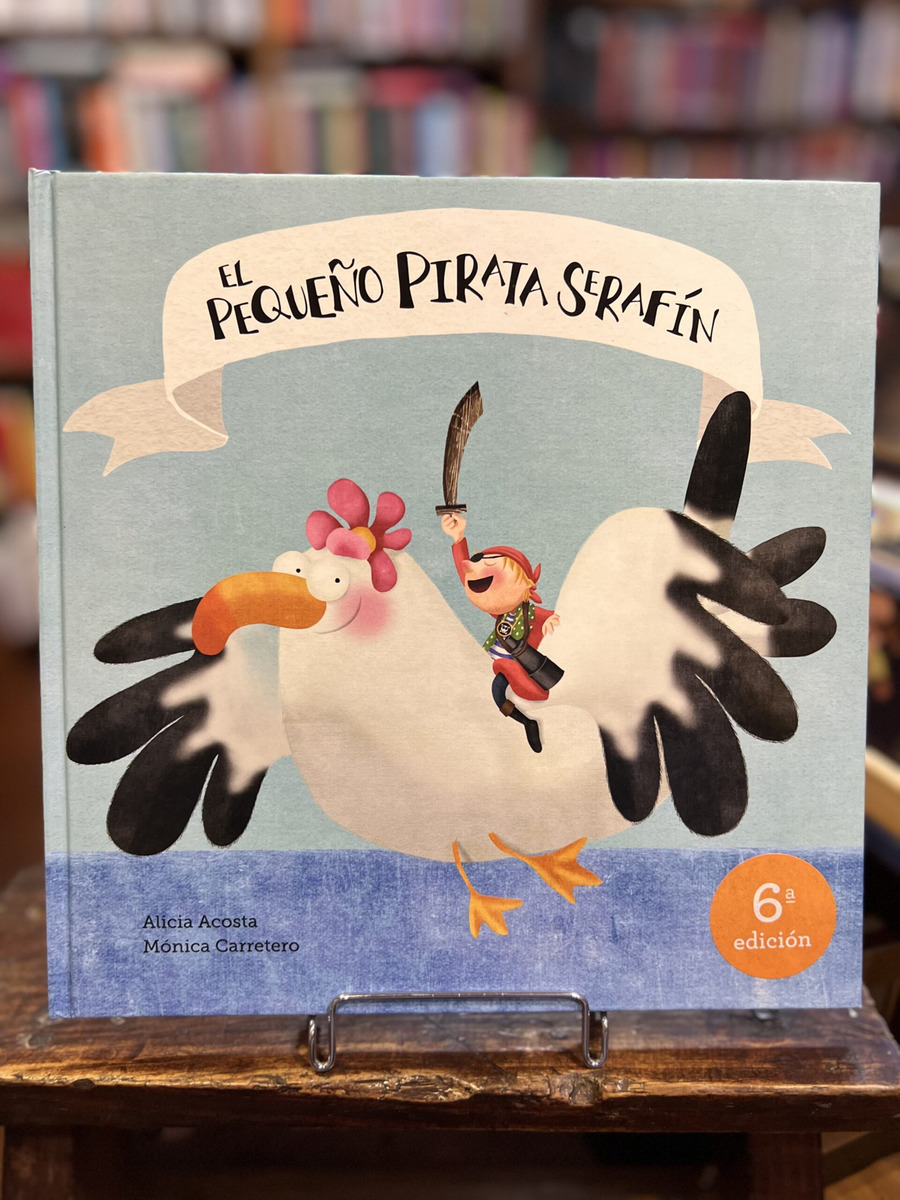 EL
PEQUEÑO PIRATA SERAFÍN
Alicia Acosta
Mónica Carretero
6ª
edición